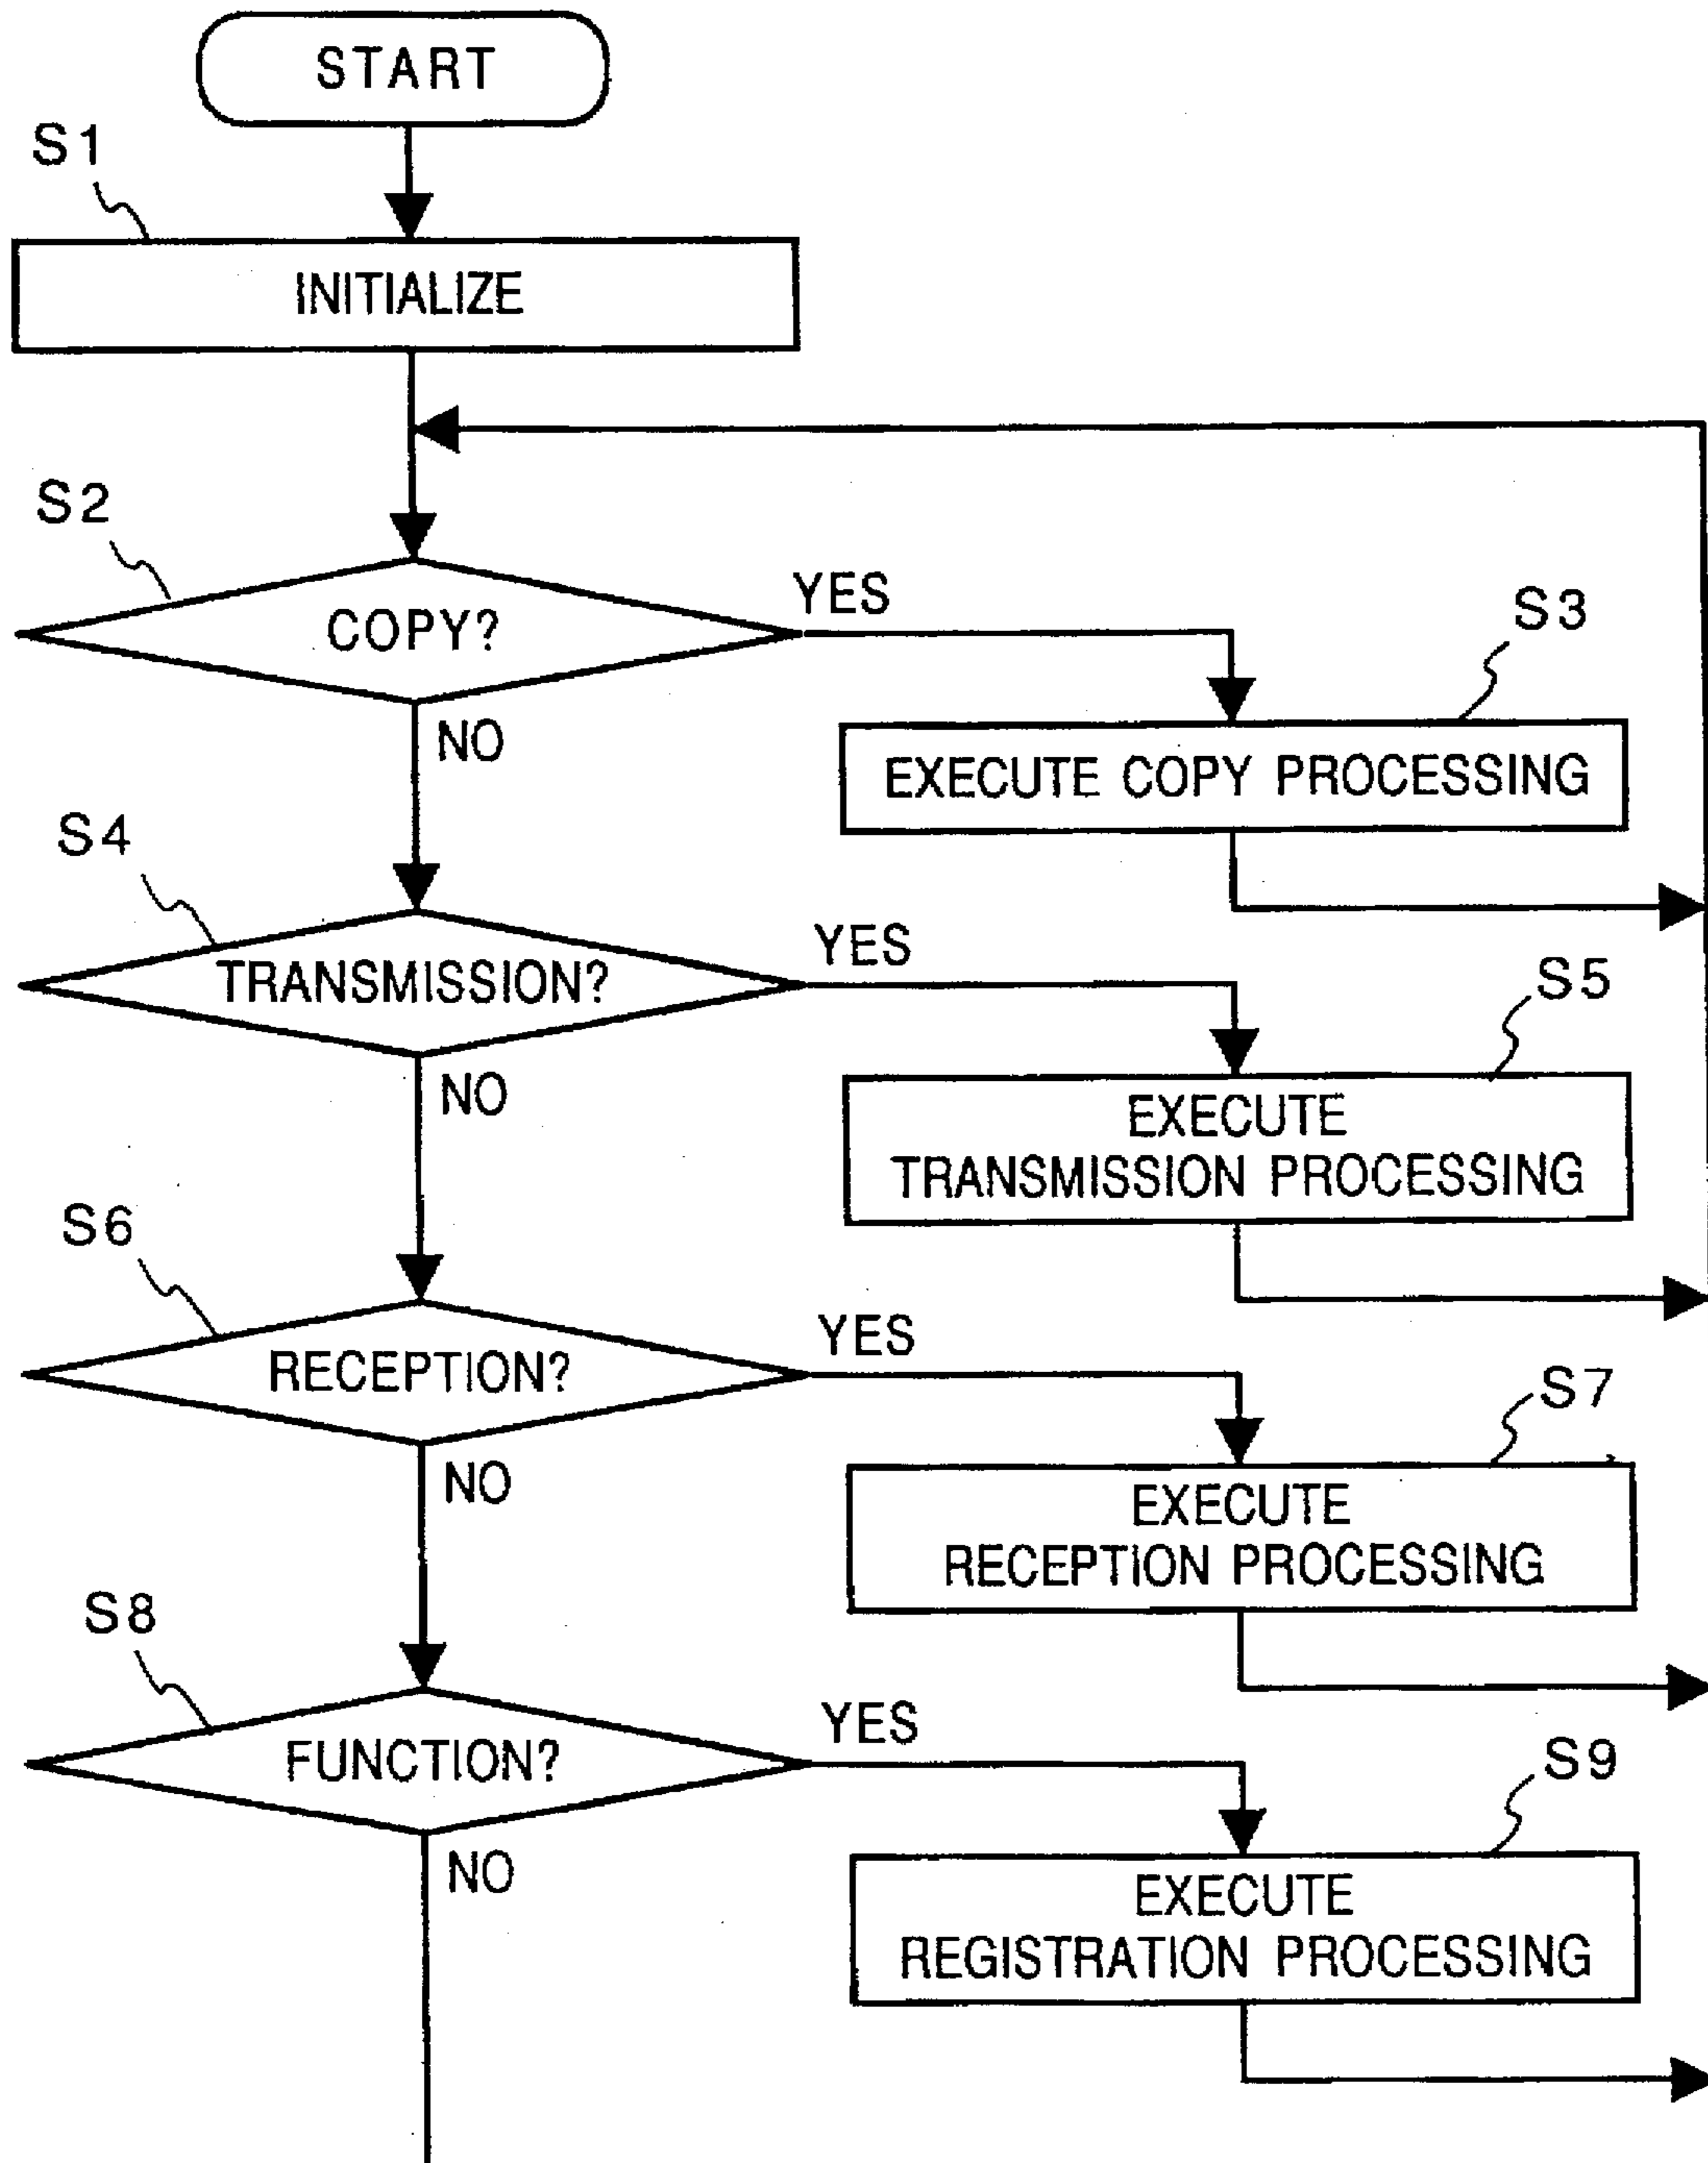 START
S1
INITIALIZE
S2
COPY?
YES
S3
NO
EXECUTE COPY PROCESSING
S4
TRANSMISSION?
YES
S5
NO
EXECUTE
TRANSMISSION PROCESSING
S6
RECEPTION?
YES
S7
NO
EXECUTE
RECEPTION PROCESSING
S8
FUNCTION?
YES
S9
NO
EXECUTE
REGISTRATION PROCESSING